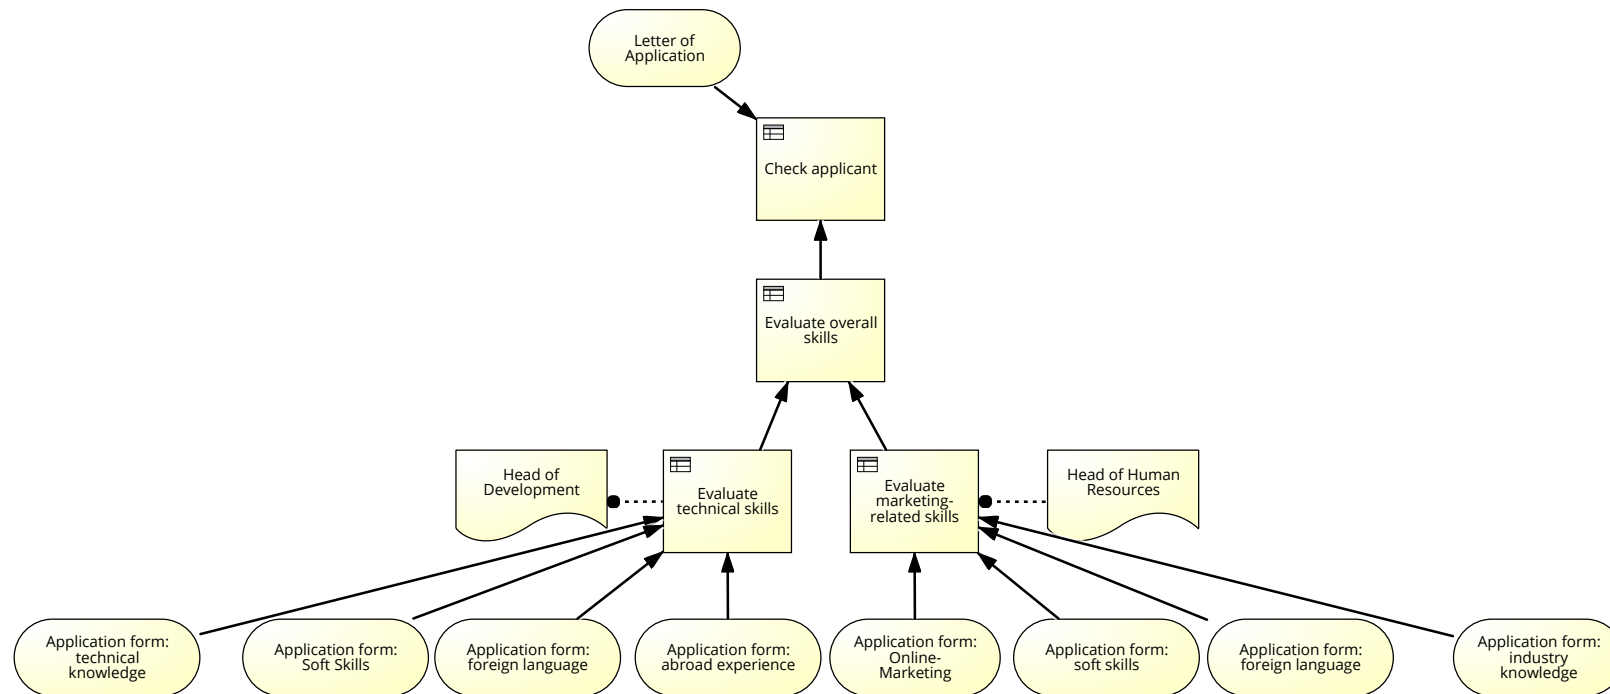 Letter of
Application
Check applicant
Evaluate overall
skills
Head of
Development
Evaluate
technical skills
Evaluate
marketing-
related skills
Head of Human
Resources
Application form:
technical
knowledge
Application form:
Soft Skills
Application form:
foreign language
Application form:
abroad experience
Application form:
Online-
Marketing
Application form:
soft skills
Application form:
foreign language
Application form:
industry
knowledge